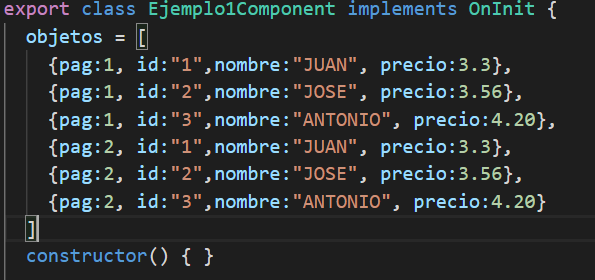 export class Ejemplo1Component implements OnInit {
objetos = [
{pag:1, id:"1",nombre:"JUAN", precio:3.3},
{pag:1, id:"2",nombre:"JOSE", precio:3.56},
{pag:1, id:"3",nombre:"ANTONIO", precio:4.20},
{pag:2, id:"1",nombre:"JUAN", precio:3.3},
{pag:2, id:"2",nombre:"JOSE", precio:3.56},
{pag:2, id:"3",nombre:"ANTONIO", precio:4.20}
]
constructor() { }